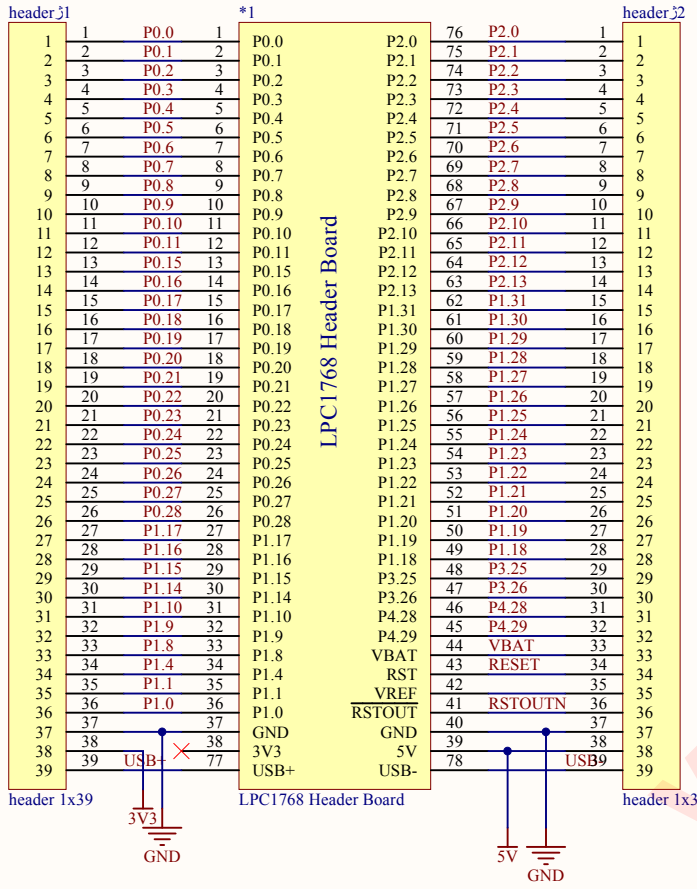 header *1 header
1 1 P0.0 1 P0.0 P2.0 76 P2.0 1 1
2 2 P0.1 2 P0.1 P2.1 75 P2.1 2 2
3 3 P0.2 3 P0.2 P2.2 74 P2.2 3 3
4 4 P0.3 4 P0.3 P2.3 73 P2.3 4 4
5 5 P0.4 5 P0.4 P2.4 72 P2.4 5 5
6 6 P0.5 6 P0.5 P2.5 71 P2.5 6 6
7 7 P0.6 7 P0.6 P2.6 70 P2.6 7 7
8 8 P0.7 8 P0.7 P2.7 69 P2.7 8 8
9 9 P0.8 9 P0.8 P2.8 68 P2.8 9 9
10 10 P0.9 10 P0.9 P2.9 67 P2.9 10 10
11 11 P0.10 11 P0.10 P2.10 66 P2.10 11 11
12 12 P0.11 12 P0.11 P2.11 65 P2.11 12 12
13 13 P0.15 13 P0.15 P2.12 64 P2.12 13 13
14 14 P0.16 14 P0.16 P2.13 63 P2.13 14 14
15 15 P0.17 15 P0.17 P1.31 62 P1.31 15 15
16 16 P0.18 16 P0.18 P1.30 61 P1.30 16 16
17 17 P0.19 17 P0.19 P1.29 60 P1.29 17 17
18 18 P0.20 18 P0.20 P1.28 59 P1.28 18 18
19 19 P0.21 19 P0.21 P1.27 58 P1.27 19 19
20 20 P0.22 20 P0.22 P1.26 57 P1.26 20 20
21 21 P0.23 21 P0.23 P1.25 56 P1.25 21 21
22 22 P0.24 22 P0.24 P1.24 55 P1.24 22 22
23 23 P0.25 23 P0.25 P1.23 54 P1.23 23 23
24 24 P0.26 24 P0.26 P1.22 53 P1.22 24 24
25 25 P0.27 25 P0.27 P1.21 52 P1.21 25 25
26 26 P0.28 26 P0.28 P1.20 51 P1.20 26 26
27 27 P1.17 27 P1.17 P1.19 50 P1.19 27 27
28 28 P1.16 28 P1.16 P1.18 49 P1.18 28 28
29 29 P1.15 29 P1.15 P3.25 48 P3.25 29 29
30 30 P1.14 30 P1.14 P3.26 47 P3.26 30 30
31 31 P1.10 31 P1.10 P4.28 46 P4.28 31 31
32 32 P1.9 32 P1.9 P4.29 45 P4.29 32 32
33 33 P1.8 33 P1.8 VBAT 44 VBAT 33 33
34 34 P1.4 34 P1.4 RST 43 RESET 34 34
35 35 P1.1 35 P1.1 VREF 42 35 35
36 36 P1.0 36 P1.0 RSTOUT 41 RSTOUTN 36 36
37 37 37 GND GND 40 37 37
38 38 38 3V3 5V 39 38 38
39 39 USB+ 77 USB+ USB- 78 USB- 39 39
LPC1768 Header Board
header 1x39 LPC1768 Header Board header 1x3
3V3 GND 5V GND